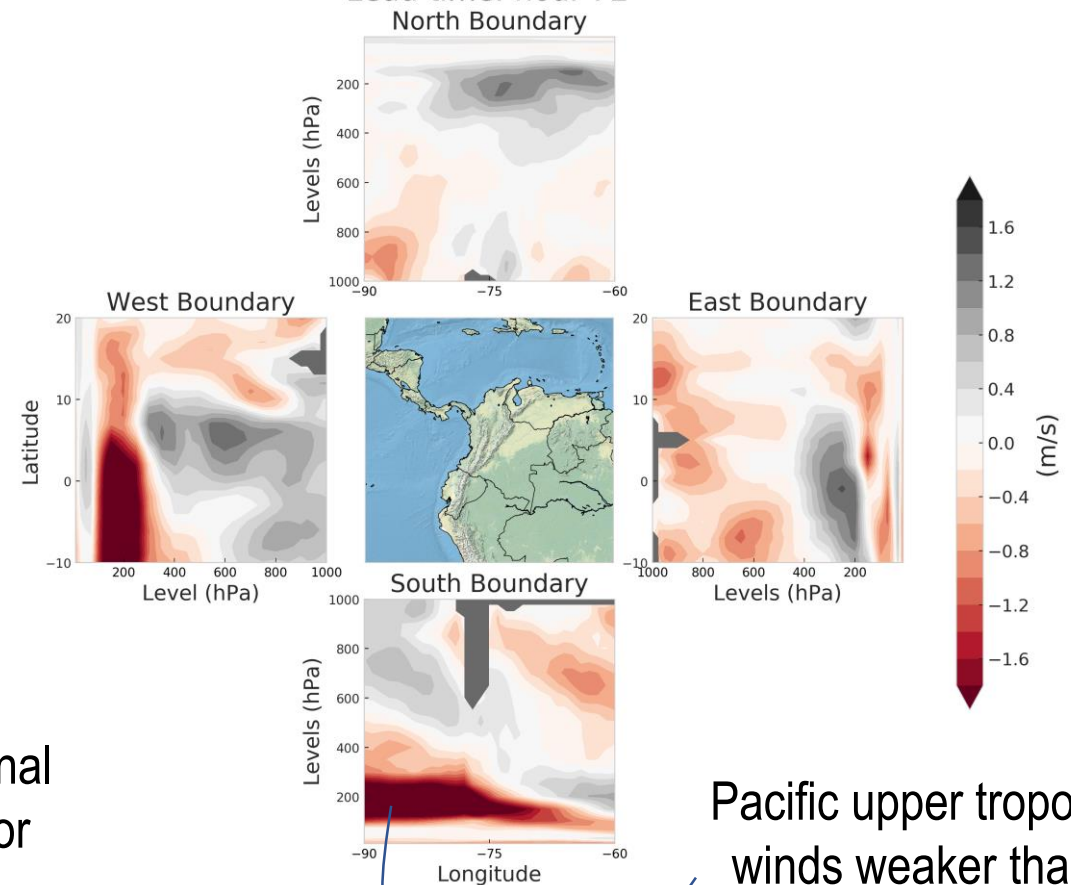 North Boundary
Levels (hPa)
200
400
600
800
1000
−90
−75
−60
West Boundary
Latitude
20
10
0
−10
200
400
600
800
1000
Level (hPa)
East Boundary
20
10
0
−10
1000
800
600
400
200
Levels (hPa)
1.6
1.2
0.8
0.4
0.0
−0.4
−0.8
−1.2
−1.6
(m/s)
South Boundary
Levels (hPa)
1000
800
600
400
200
−90
−75
−60
Longitude
nal
or
Pacific upper tropo
winds weaker tha